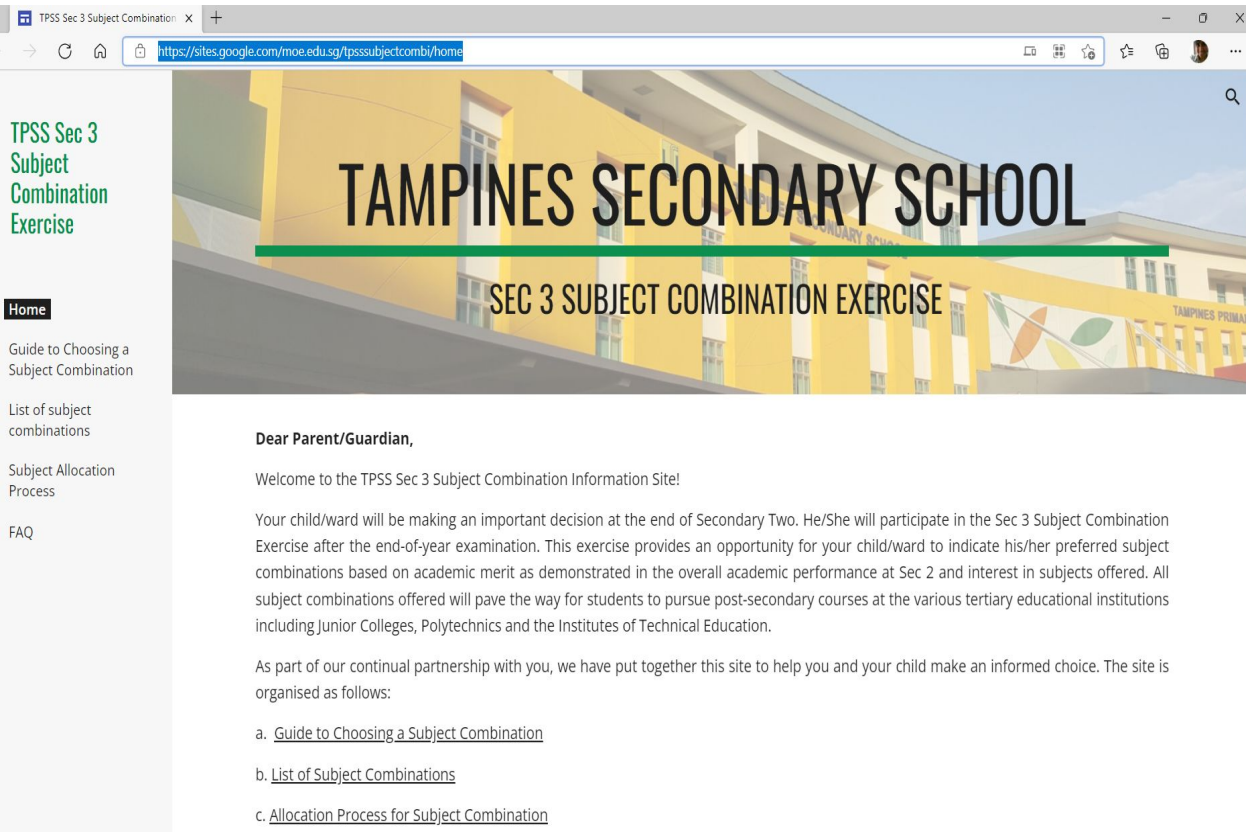 TPSS Sec 3 Subject Combination
https://sites.google.com/moe.edu.sg/tpsssubjectcombi/home
TPSS Sec 3
Subject
Combination
Exercise
Home
Guide to Choosing a
Subject Combination
List of subject
combinations
Subject Allocation
Process
FAQ
TAMPINES SECONDARY SCHOOL
SEC 3 SUBJECT COMBINATION EXERCISE
TAMPINES PRIMA
Dear Parent/Guardian,
Welcome to the TPSS Sec 3 Subject Combination Information Site!
Your child/ward will be making an important decision at the end of Secondary Two. He/She will participate in the Sec 3 Subject Combination
Exercise after the end-of-year examination. This exercise provides an opportunity for your child/ward to indicate his/her preferred subject
combinations based on academic merit as demonstrated in the overall academic performance at Sec 2 and interest in subjects offered. All
subject combinations offered will pave the way for students to pursue post-secondary courses at the various tertiary educational institutions
including Junior Colleges, Polytechnics and the Institutes of Technical Education.
As part of our continual partnership with you, we have put together this site to help you and your child make an informed choice. The site is
organised as follows:
a. Guide to Choosing a Subject Combination
b. List of Subject Combinations
c. Allocation Process for Subject Combination